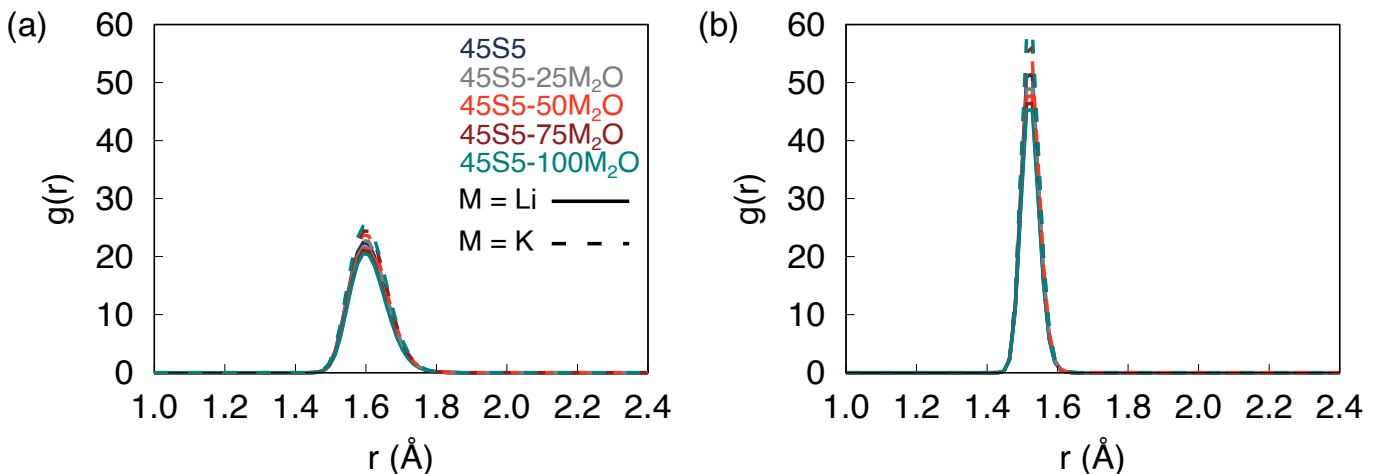 (a)
60
50
40
30
20
10
0
g(r)
1.0 1.2 1.4 1.6 1.8 2.0 2.2 2.4
r (Å)
45S5
45S5-25M₂O
45S5-50M₂O
45S5-75M₂O
45S5-100M₂O
M = Li
M = K
(b)
60
50
40
30
20
10
0
g(r)
1.0 1.2 1.4 1.6 1.8 2.0 2.2 2.4
r (Å)